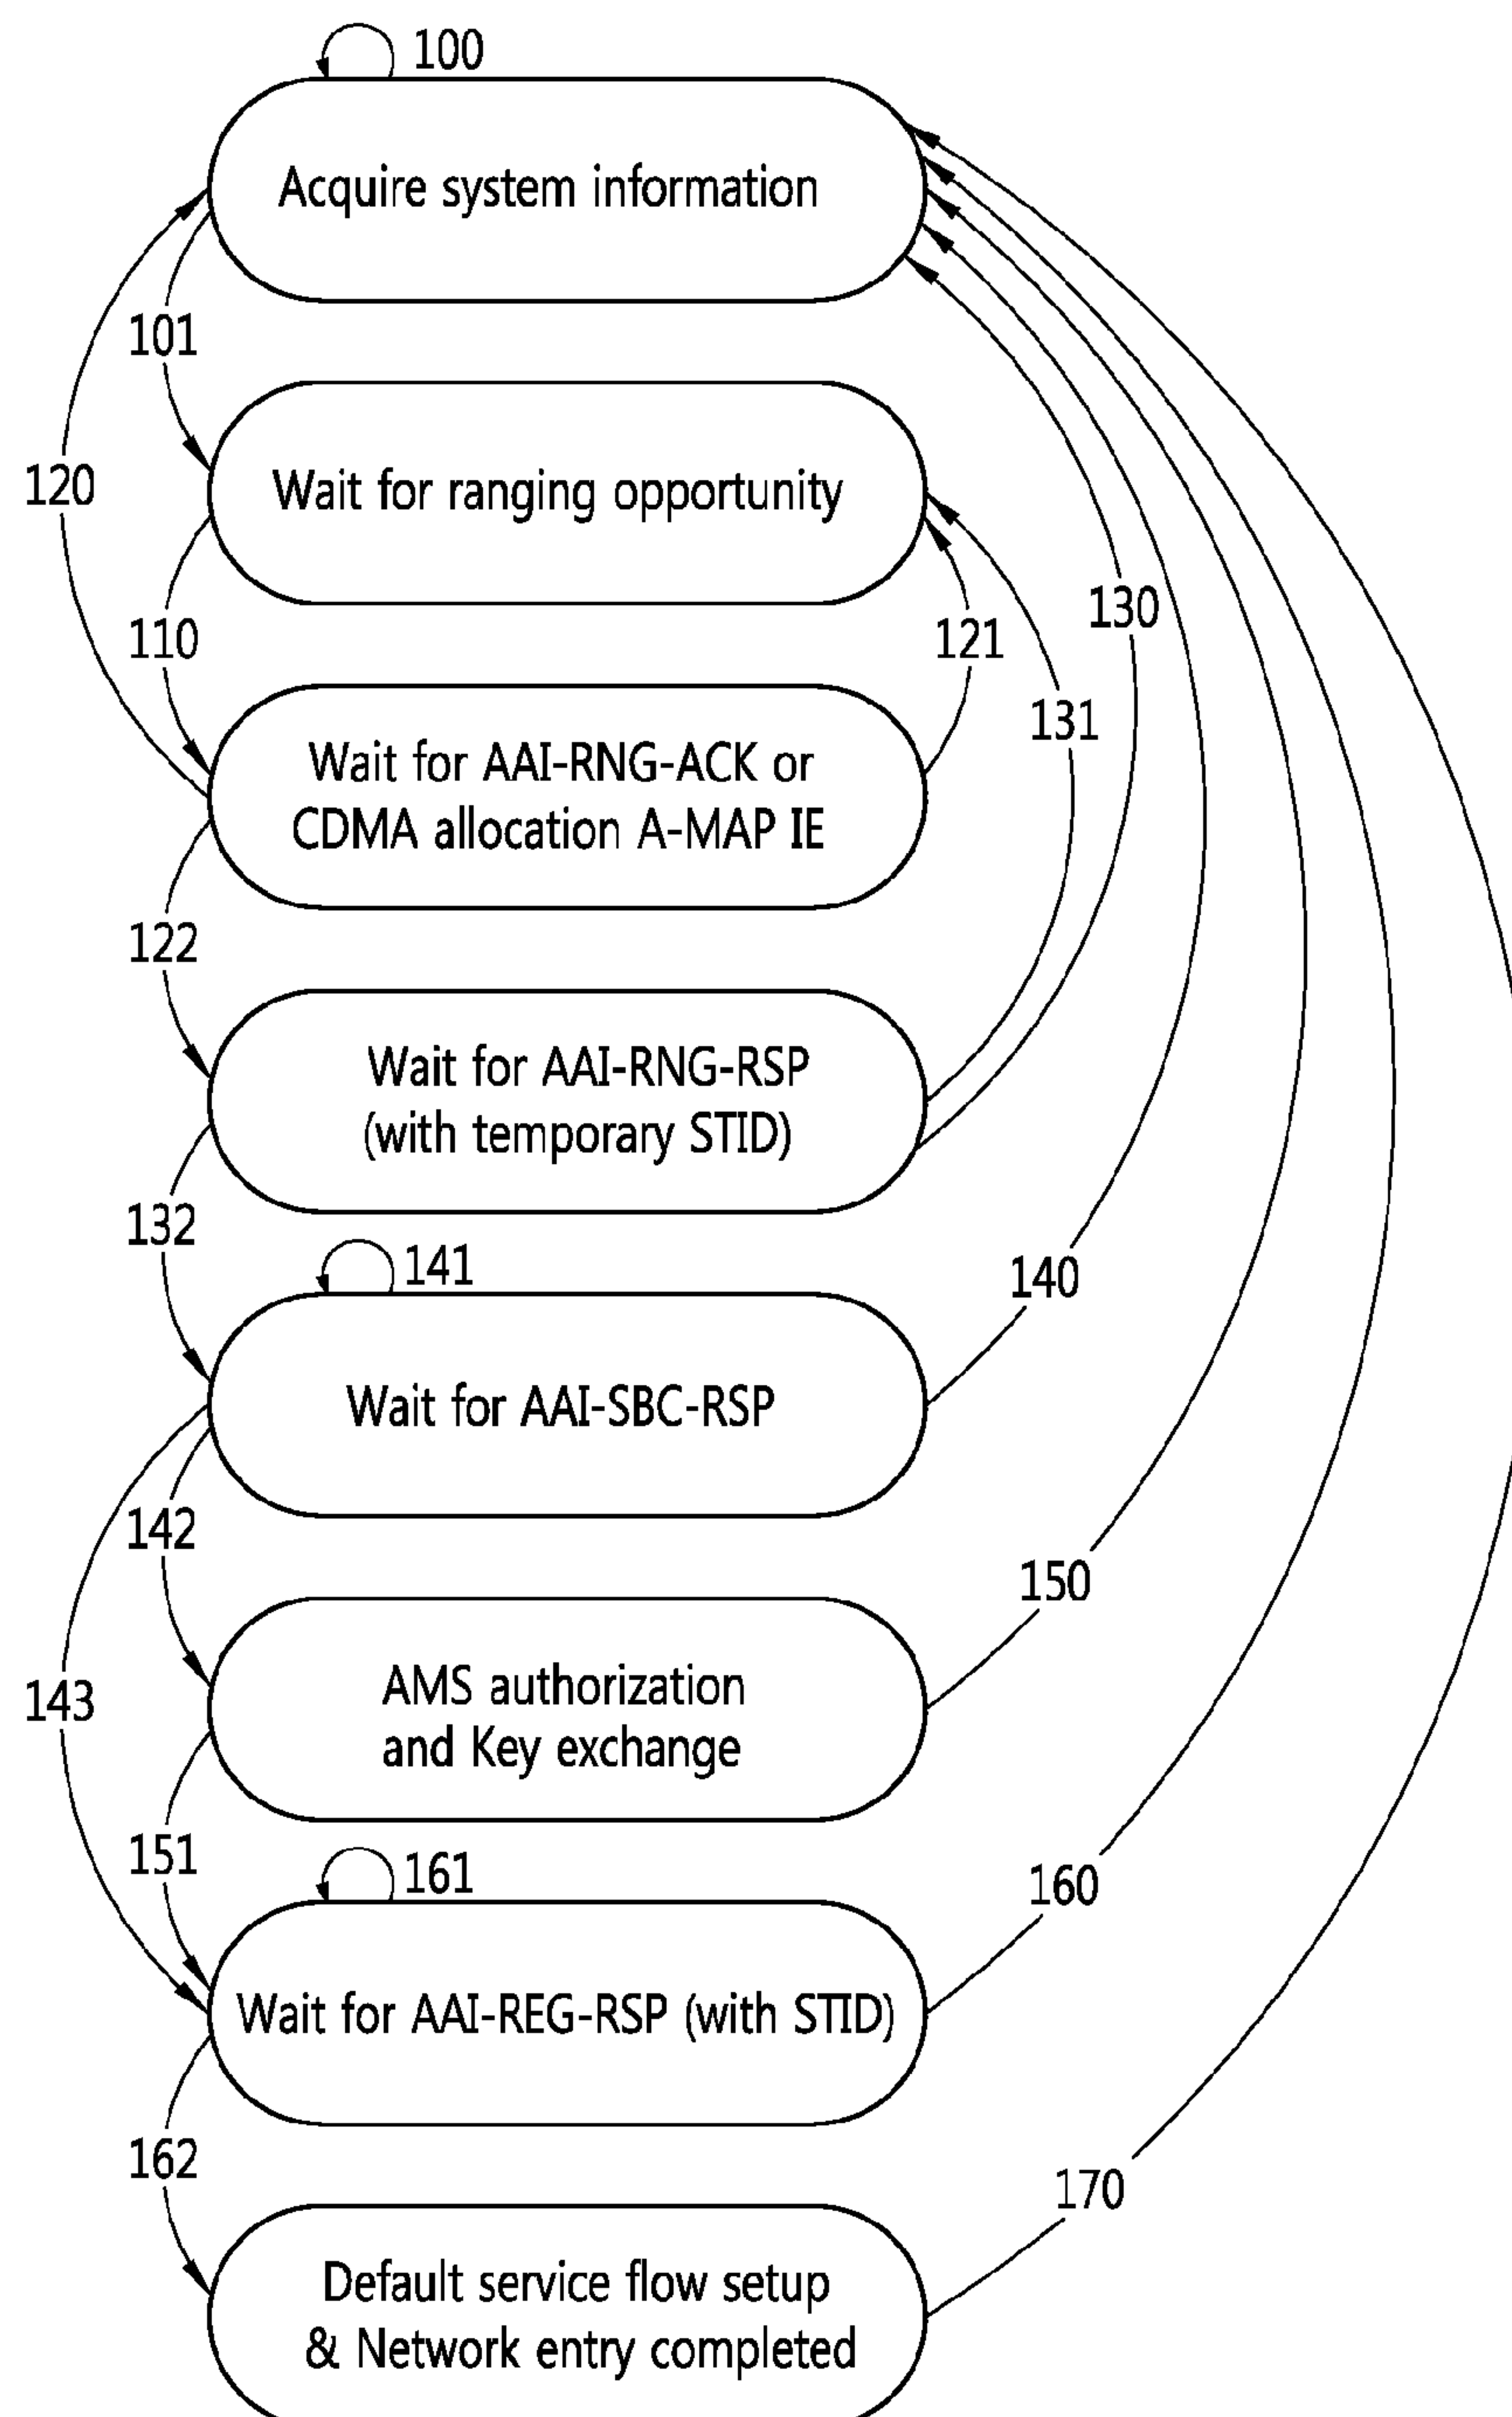 100
Acquire system information
101
120
Wait for ranging opportunity
130
110
121
131
Wait for AAI-RNG-ACK or
CDMA allocation A-MAP IE
122
Wait for AAI-RNG-RSP
(with temporary STID)
132
141
140
Wait for AAI-SBC-RSP
142
150
AMS authorization
and Key exchange
143
151
161
160
Wait for AAI-REG-RSP (with STID)
162
170
Default service flow setup
& Network entry completed